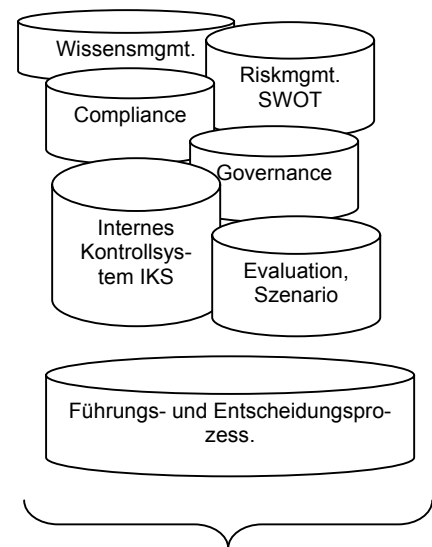 Wissensmgmt.
Riskmgmt.
SWOT
Compliance
Governance
Internes
Kontrollsys-
tem IKS
Evaluation,
Szenario
Führungs- und Entscheidungspro-
zess.